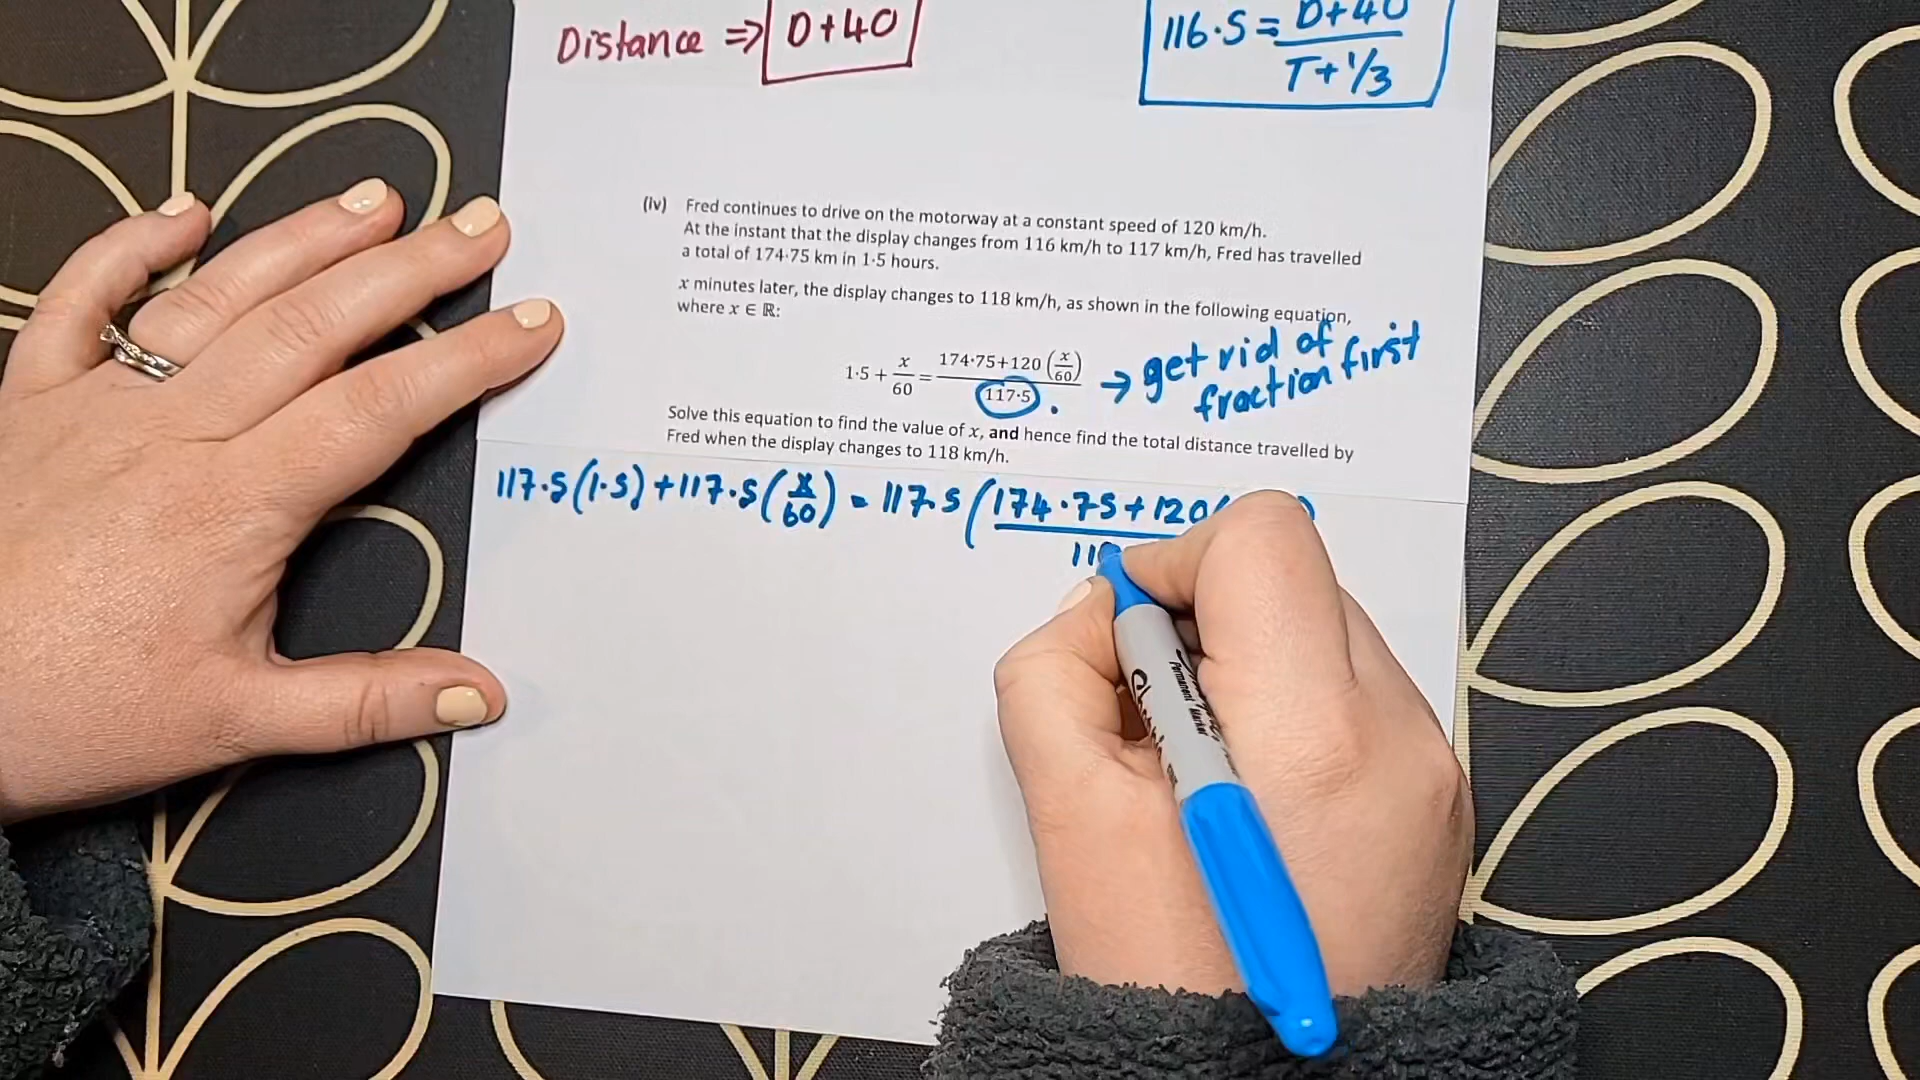 Distance ⇒ D+40
116·5 = D+40 / T+1/3
(iv) Fred continues to drive on the motorway at a constant speed of 120 km/h.
At the instant that the display changes from 116 km/h to 117 km/h, Fred has travelled
a total of 174·75 km in 1·5 hours.
x minutes later, the display changes to 118 km/h, as shown in the following equation,
where x ∈ ℝ:
1·5 + x/60 = 174·75+120 (x/60) / 117·5
→ get rid of
fraction first
Solve this equation to find the value of x, and hence find the total distance travelled by
Fred when the display changes to 118 km/h.
117·5(1·5) + 117·5(x/60) = 117·5(174·75+120(
11
Permanent Marker